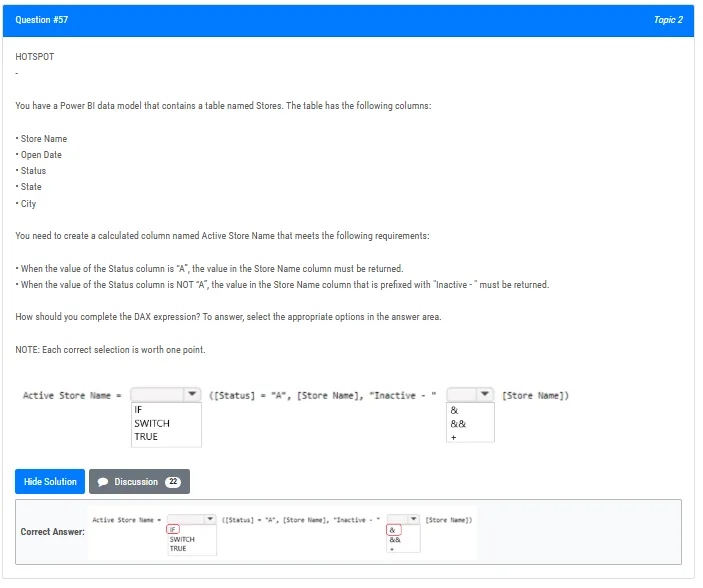 Question #57 Topic 2
HOTSPOT
-
You have a Power BI data model that contains a table named Stores. The table has the following columns:
• Store Name
• Open Date
• Status
• State
• City
You need to create a calculated column named Active Store Name that meets the following requirements:
• When the value of the Status column is "A", the value in the Store Name column must be returned.
• When the value of the Status column is NOT "A", the value in the Store Name column that is prefixed with "Inactive - " must be returned.
How should you complete the DAX expression? To answer, select the appropriate options in the answer area.
NOTE: Each correct selection is worth one point.
Active Store Name = ([Status] = "A", [Store Name], "Inactive - " [Store Name])
IF &
SWITCH &&
TRUE +
Hide Solution Discussion 22
Active Store Name = ([Status] = "A", [Store Name], "Inactive - " [Store Name])
Correct Answer: IF &
SWITCH &&
TRUE +